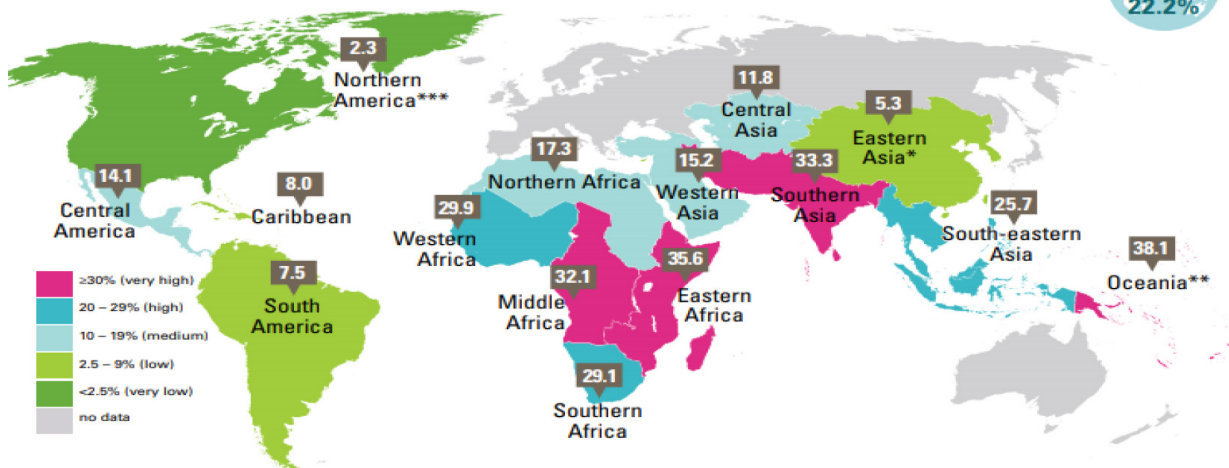 22.2%
2.3
Northern
America***
11.8
Central
Asia
5.3
Eastern
Asia*
17.3
Northern Africa
15.2
Western
Asia
33.3
Southern
Asia
14.1
Central
America
8.0
Caribbean
29.9
Western
Africa
25.7
South-eastern
Asia
38.1
Oceania**
35.6
Eastern
Africa
32.1
Middle
Africa
7.5
South
America
29.1
Southern
Africa
≥30% (very high)
20 – 29% (high)
10 – 19% (medium)
2.5 – 9% (low)
<2.5% (very low)
no data